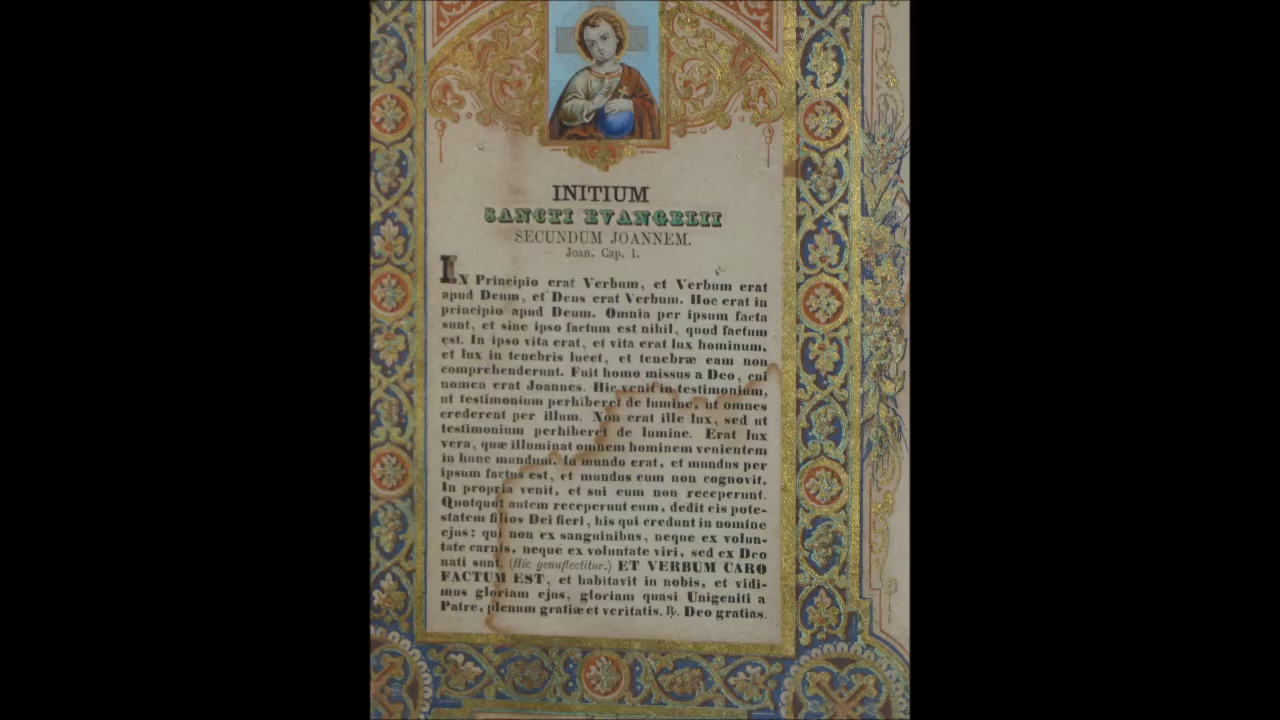 INITIUM
SANCTI EVANGELII
SECUNDUM JOANNEM.
Joan. Cap. 1.
IN Principio erat Verbum, et Verbum erat
apud Deum, et Deus erat Verbum. Hoc erat in
principio apud Deum. Omnia per ipsum facta
sunt, et sine ipso factum est nihil, quod factum
est. In ipso vita erat, et vita erat lux hominum,
et lux in tenebris lucet, et tenebræ eam non
comprehenderunt. Fuit homo missus a Deo, cui
nomen erat Joannes. Hic venit in testimonium,
ut testimonium perhiberet de lumine, ut omnes
crederent per illum. Non erat ille lux, sed ut
testimonium perhiberet de lumine. Erat lux
vera, quæ illuminat omnem hominem venientem
in hunc mundum. In mundo erat, et mundus per
ipsum factus est, et mundus eum non cognovit.
In propria venit, et sui eum non receperunt.
Quotquot autem receperunt eum, dedit eis pote-
statem filios Dei fieri, his qui credunt in nomine
ejus: qui non ex sanguinibus, neque ex volun-
tate carnis, neque ex voluntate viri, sed ex Deo
nati sunt. (Hic genuflectitur.) ET VERBUM CARO
FACTUM EST, et habitavit in nobis, et vidi-
mus gloriam ejus, gloriam quasi Unigeniti a
Patre, plenum gratiæ et veritatis. ℟. Deo gratias.